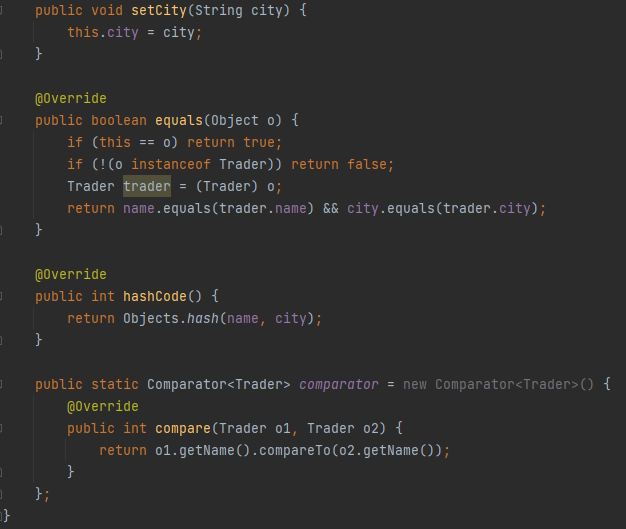 public void setCity(String city) {
this.city = city;
}
@Override
public boolean equals(Object o) {
if (this == o) return true;
if (!(o instanceof Trader)) return false;
Trader trader = (Trader) o;
return name.equals(trader.name) && city.equals(trader.city);
}
@Override
public int hashCode() {
return Objects.hash(name, city);
}
public static Comparator<Trader> comparator = new Comparator<Trader>() {
@Override
public int compare(Trader o1, Trader o2) {
return o1.getName().compareTo(o2.getName());
}
};
}